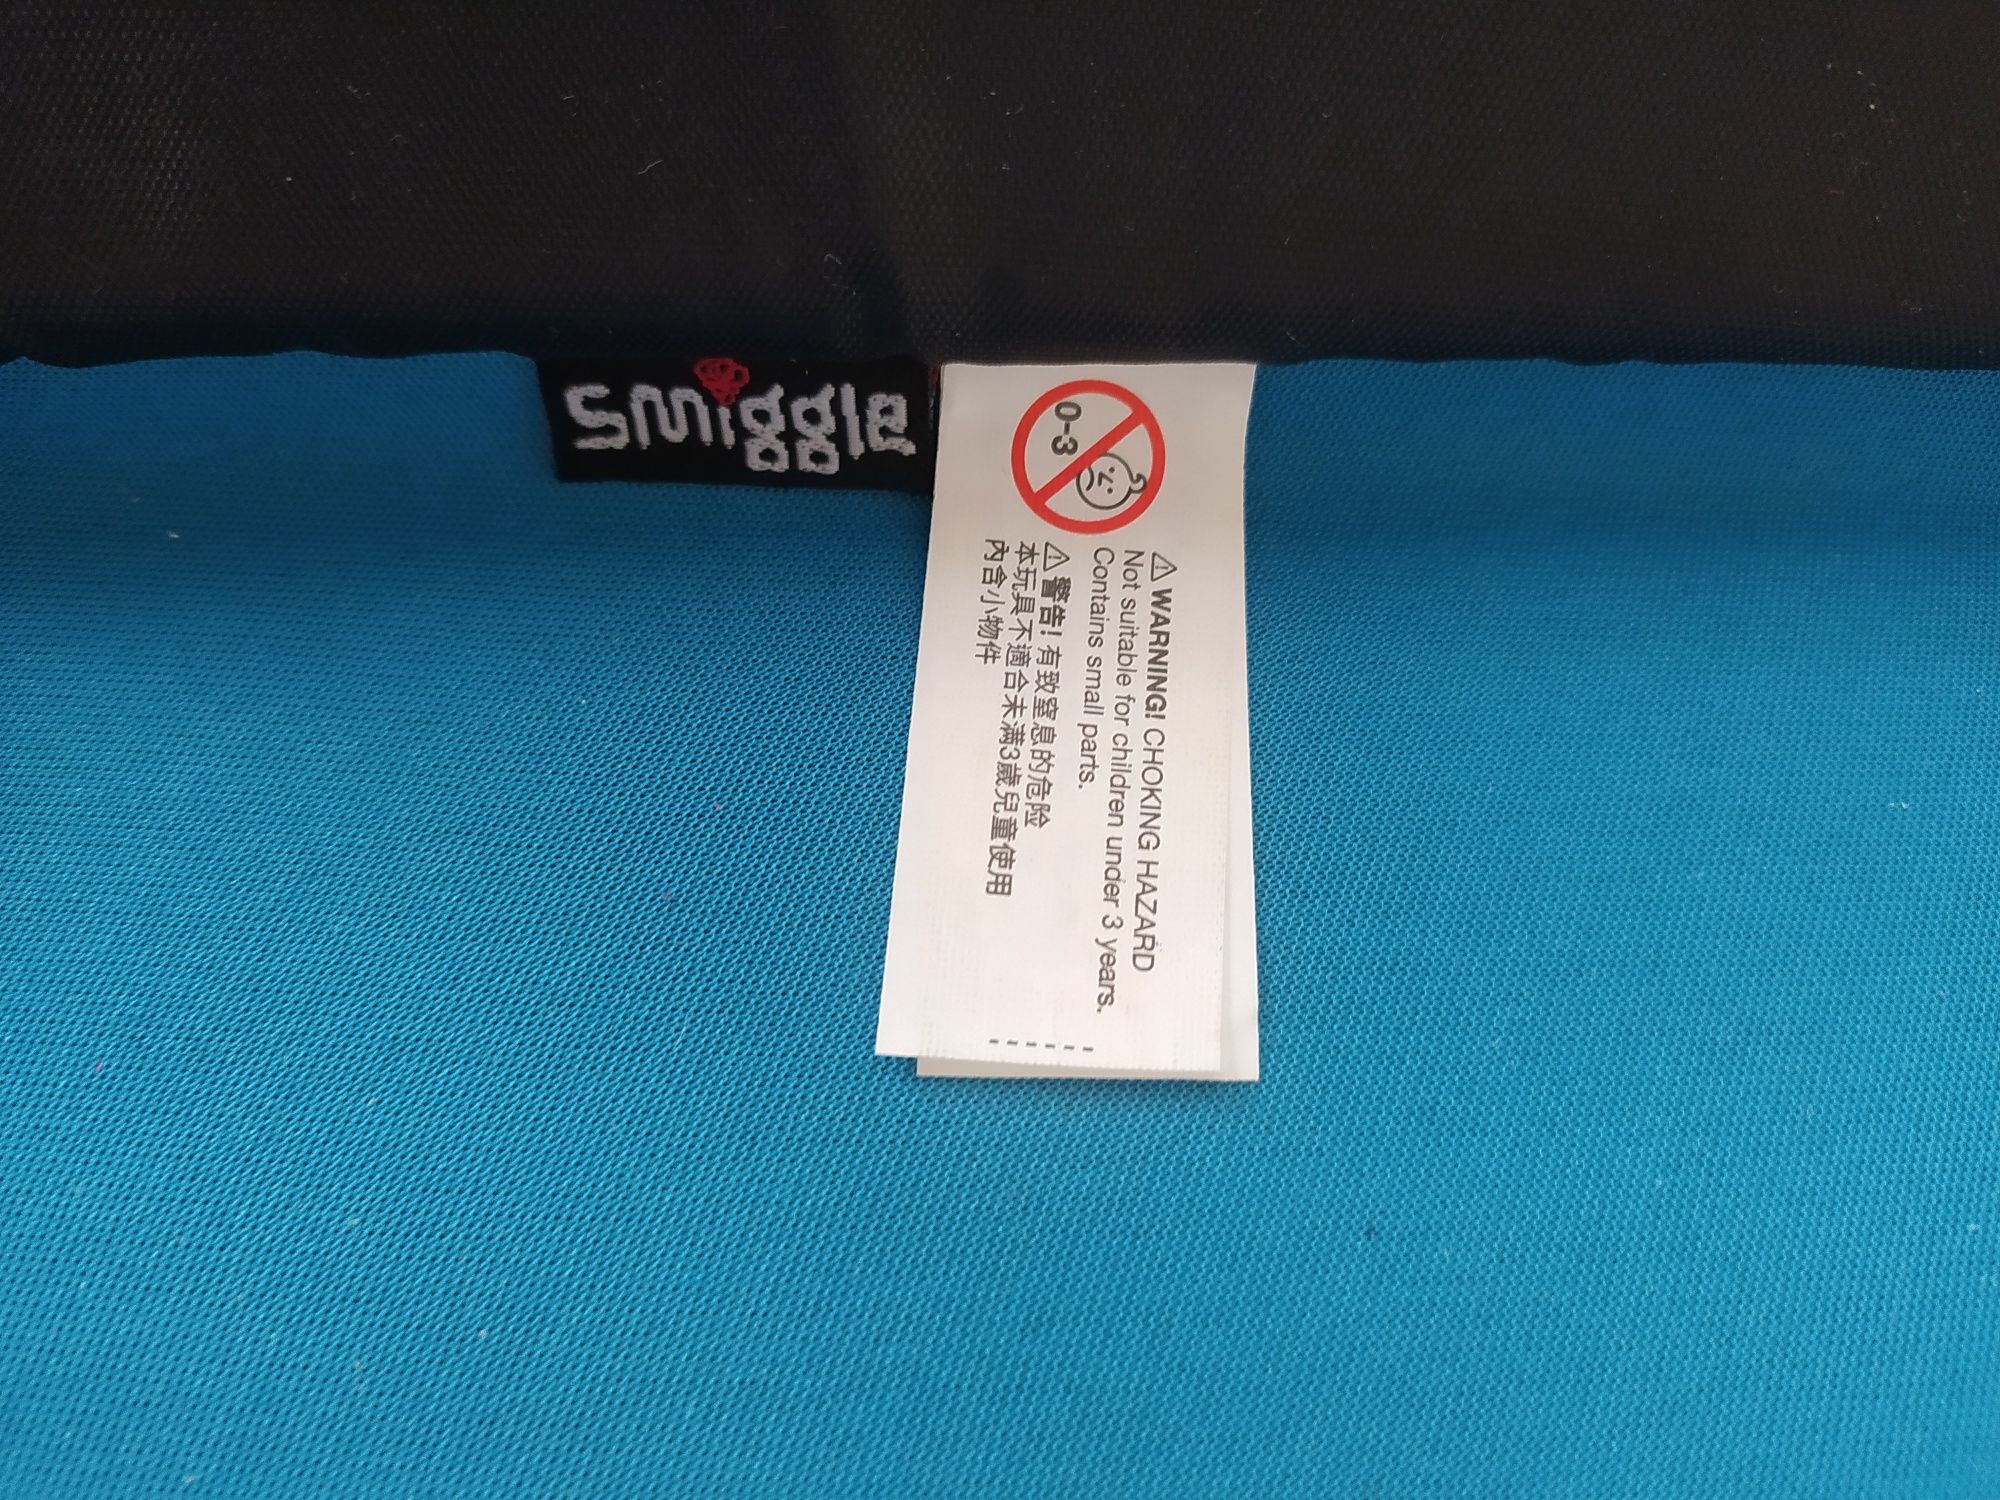 smiggle
0-3
⚠ WARNING! CHOKING HAZARD
Not suitable for children under 3 years.
Contains small parts.
⚠ 警告! 有致窒息的危险
本玩具不適合未满3歲兒童使用
內含小物件